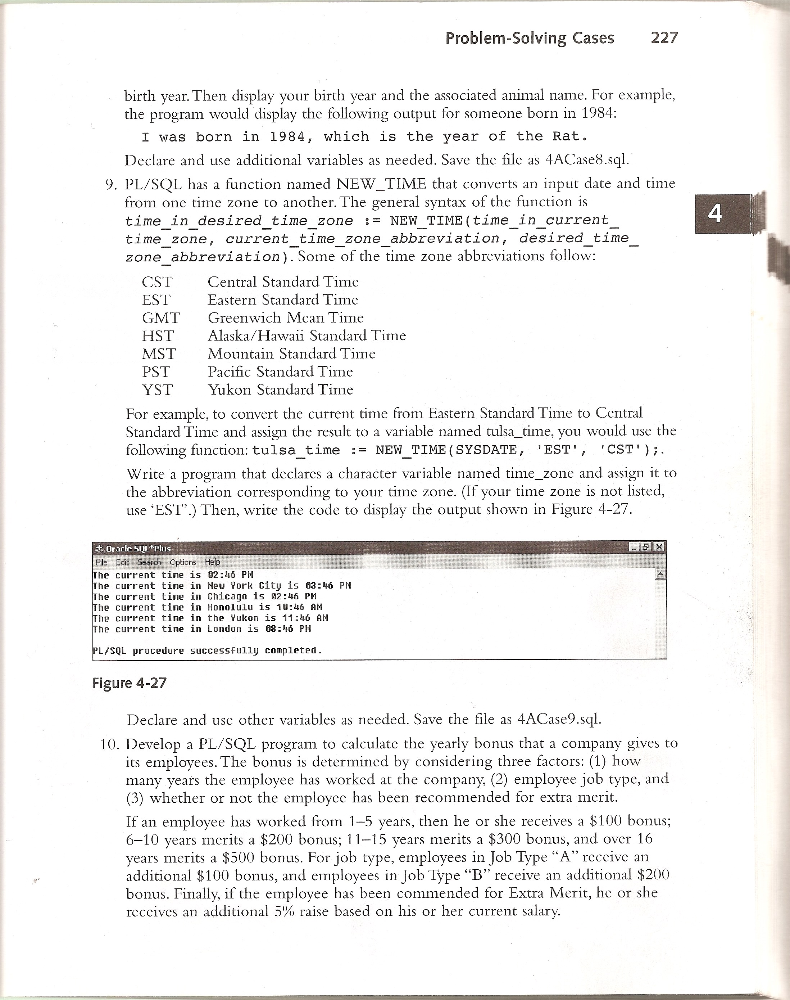 Problem-Solving Cases 227
birth year. Then display your birth year and the associated animal name. For example,
the program would display the following output for someone born in 1984:
I was born in 1984, which is the year of the Rat.
Declare and use additional variables as needed. Save the file as 4ACase8.sql.
9. PL/SQL has a function named NEW_TIME that converts an input date and time
from one time zone to another. The general syntax of the function is
time_in_desired_time_zone := NEW_TIME(time_in_current_
time_zone, current_time_zone_abbreviation, desired_time_
zone_abbreviation). Some of the time zone abbreviations follow:
4
CST Central Standard Time
EST Eastern Standard Time
GMT Greenwich Mean Time
HST Alaska/Hawaii Standard Time
MST Mountain Standard Time
PST Pacific Standard Time
YST Yukon Standard Time
For example, to convert the current time from Eastern Standard Time to Central
Standard Time and assign the result to a variable named tulsa_time, you would use the
following function: tulsa_time := NEW_TIME(SYSDATE, 'EST', 'CST');.
Write a program that declares a character variable named time_zone and assign it to
the abbreviation corresponding to your time zone. (If your time zone is not listed,
use ‘EST’.) Then, write the code to display the output shown in Figure 4-27.
Oracle SQL*Plus
File Edit Search Options Help
The current time is 02:46 PM
The current time in New York City is 03:46 PM
The current time in Chicago is 02:46 PM
The current time in Honolulu is 10:46 AM
The current time in the Yukon is 11:46 AM
The current time in London is 08:46 PM
PL/SQL procedure successfully completed.
Figure 4-27
Declare and use other variables as needed. Save the file as 4ACase9.sql.
10. Develop a PL/SQL program to calculate the yearly bonus that a company gives to
its employees. The bonus is determined by considering three factors: (1) how
many years the employee has worked at the company, (2) employee job type, and
(3) whether or not the employee has been recommended for extra merit.
If an employee has worked from 1–5 years, then he or she receives a $100 bonus;
6–10 years merits a $200 bonus; 11–15 years merits a $300 bonus, and over 16
years merits a $500 bonus. For job type, employees in Job Type “A” receive an
additional $100 bonus, and employees in Job Type “B” receive an additional $200
bonus. Finally, if the employee has been commended for Extra Merit, he or she
receives an additional 5% raise based on his or her current salary.